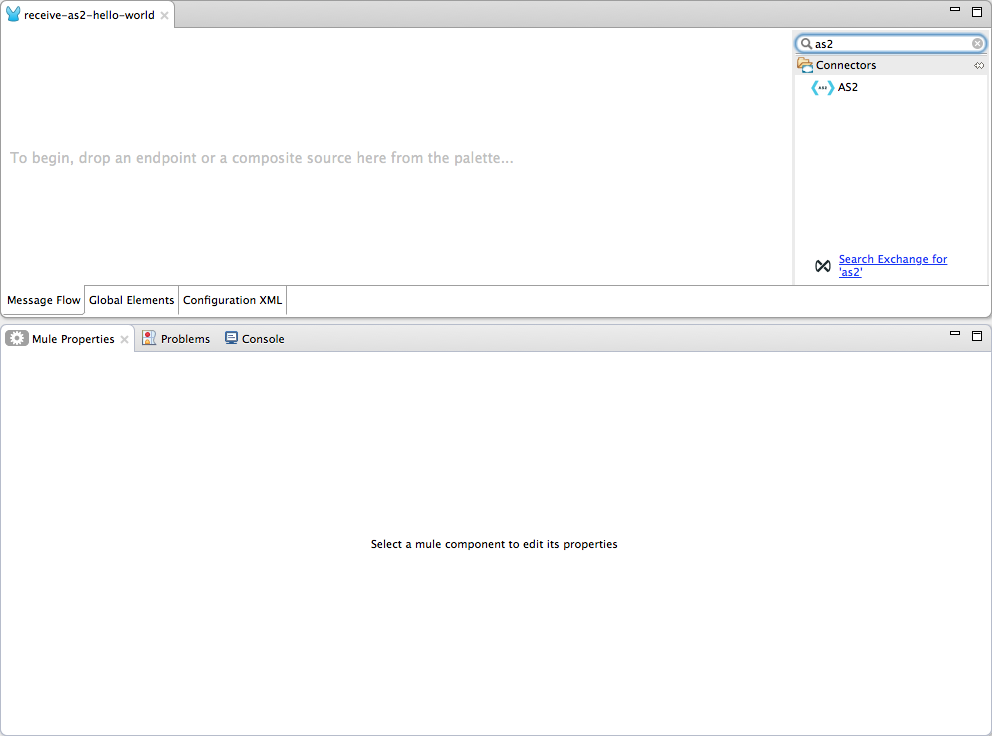 receive-as2-hello-world
as2
Connectors
AS2
To begin, drop an endpoint or a composite source here from the palette...
Search Exchange for
'as2'
Message Flow
Global Elements
Configuration XML
Mule Properties
Problems
Console
Select a mule component to edit its properties